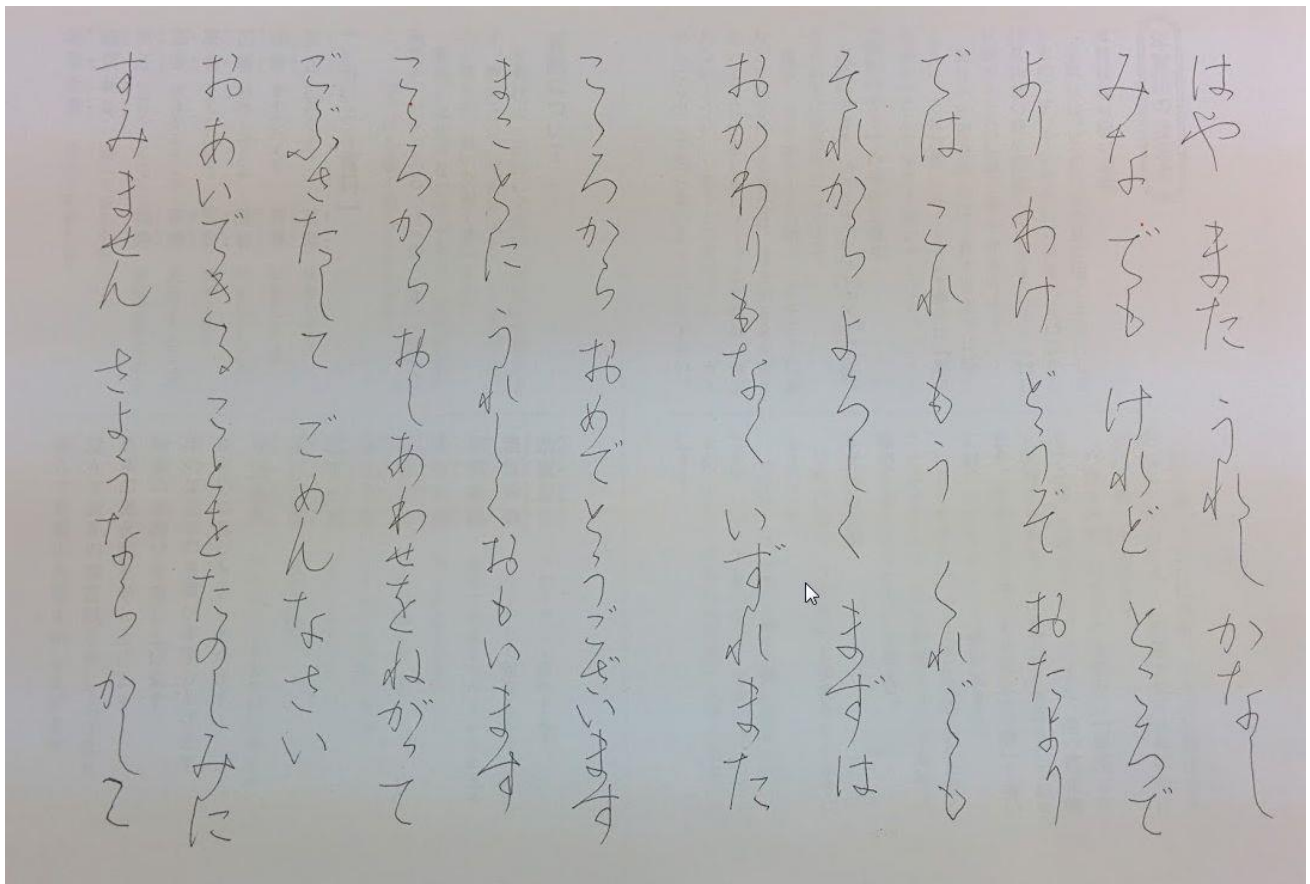 はや また うれし かなし
みな でも けれど ところで
より わけ どうぞ おたより
では これ もう くれぐれも
それから よろしく まずは
おかわりもなく いずれまた
こころから おめでとうございます
まことに うれしくおもいます
こころから おしあわせをねがって
ごぶさたして ごめんなさい
おあいできることをたのしみに
すみません さようなら かしこ